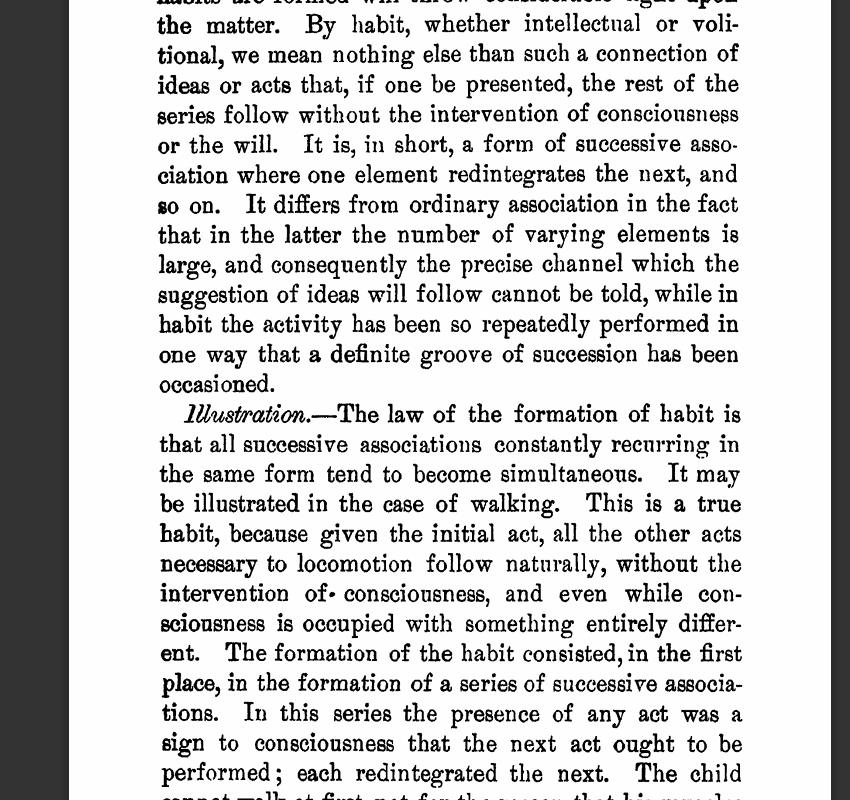 the matter. By habit, whether intellectual or voli-
tional, we mean nothing else than such a connection of
ideas or acts that, if one be presented, the rest of the
series follow without the intervention of consciousness
or the will. It is, in short, a form of successive asso-
ciation where one element redintegrates the next, and
so on. It differs from ordinary association in the fact
that in the latter the number of varying elements is
large, and consequently the precise channel which the
suggestion of ideas will follow cannot be told, while in
habit the activity has been so repeatedly performed in
one way that a definite groove of succession has been
occasioned.
Illustration.—The law of the formation of habit is
that all successive associations constantly recurring in
the same form tend to become simultaneous. It may
be illustrated in the case of walking. This is a true
habit, because given the initial act, all the other acts
necessary to locomotion follow naturally, without the
intervention of consciousness, and even while con-
sciousness is occupied with something entirely differ-
ent. The formation of the habit consisted, in the first
place, in the formation of a series of successive associa-
tions. In this series the presence of any act was a
sign to consciousness that the next act ought to be
performed; each redintegrated the next. The child